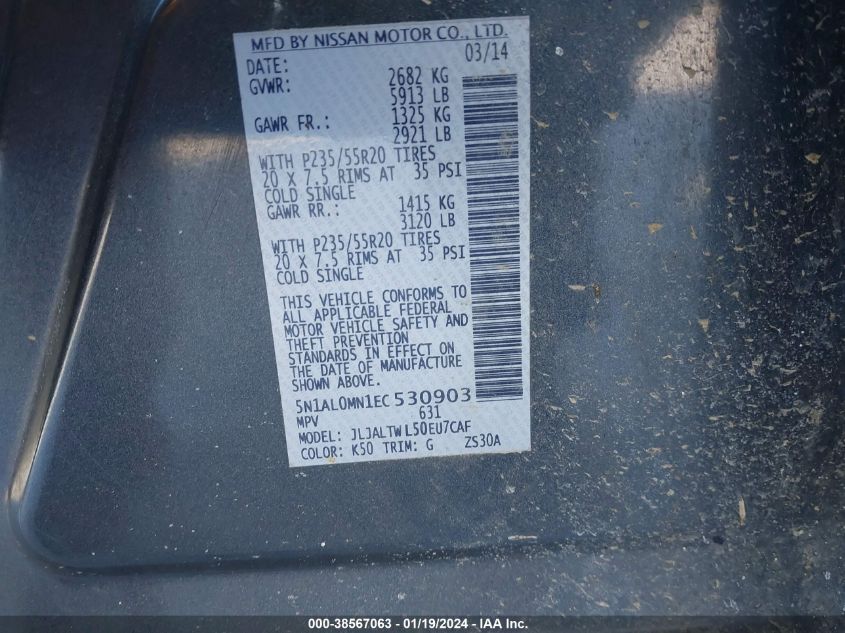 MFD BY NISSAN MOTOR CO., LTD.
DATE: 03/14
GVWR: 2682 KG
5913 LB
GAWR FR.: 1325 KG
2921 LB
WITH P235/55R20 TIRES
20 X 7.5 RIMS AT 35 PSI
COLD SINGLE
GAWR RR.: 1415 KG
3120 LB
WITH P235/55R20 TIRES
20 X 7.5 RIMS AT 35 PSI
COLD SINGLE
THIS VEHICLE CONFORMS TO
ALL APPLICABLE FEDERAL
MOTOR VEHICLE SAFETY AND
THEFT PREVENTION
STANDARDS IN EFFECT ON
THE DATE OF MANUFACTURE
SHOWN ABOVE.
5N1AL0MN1EC530903
MPV 631
MODEL: JLJALTWL50EU7CAF
COLOR: K50 TRIM: G ZS30A
000-38567063 - 01/19/2024 - IAA Inc.